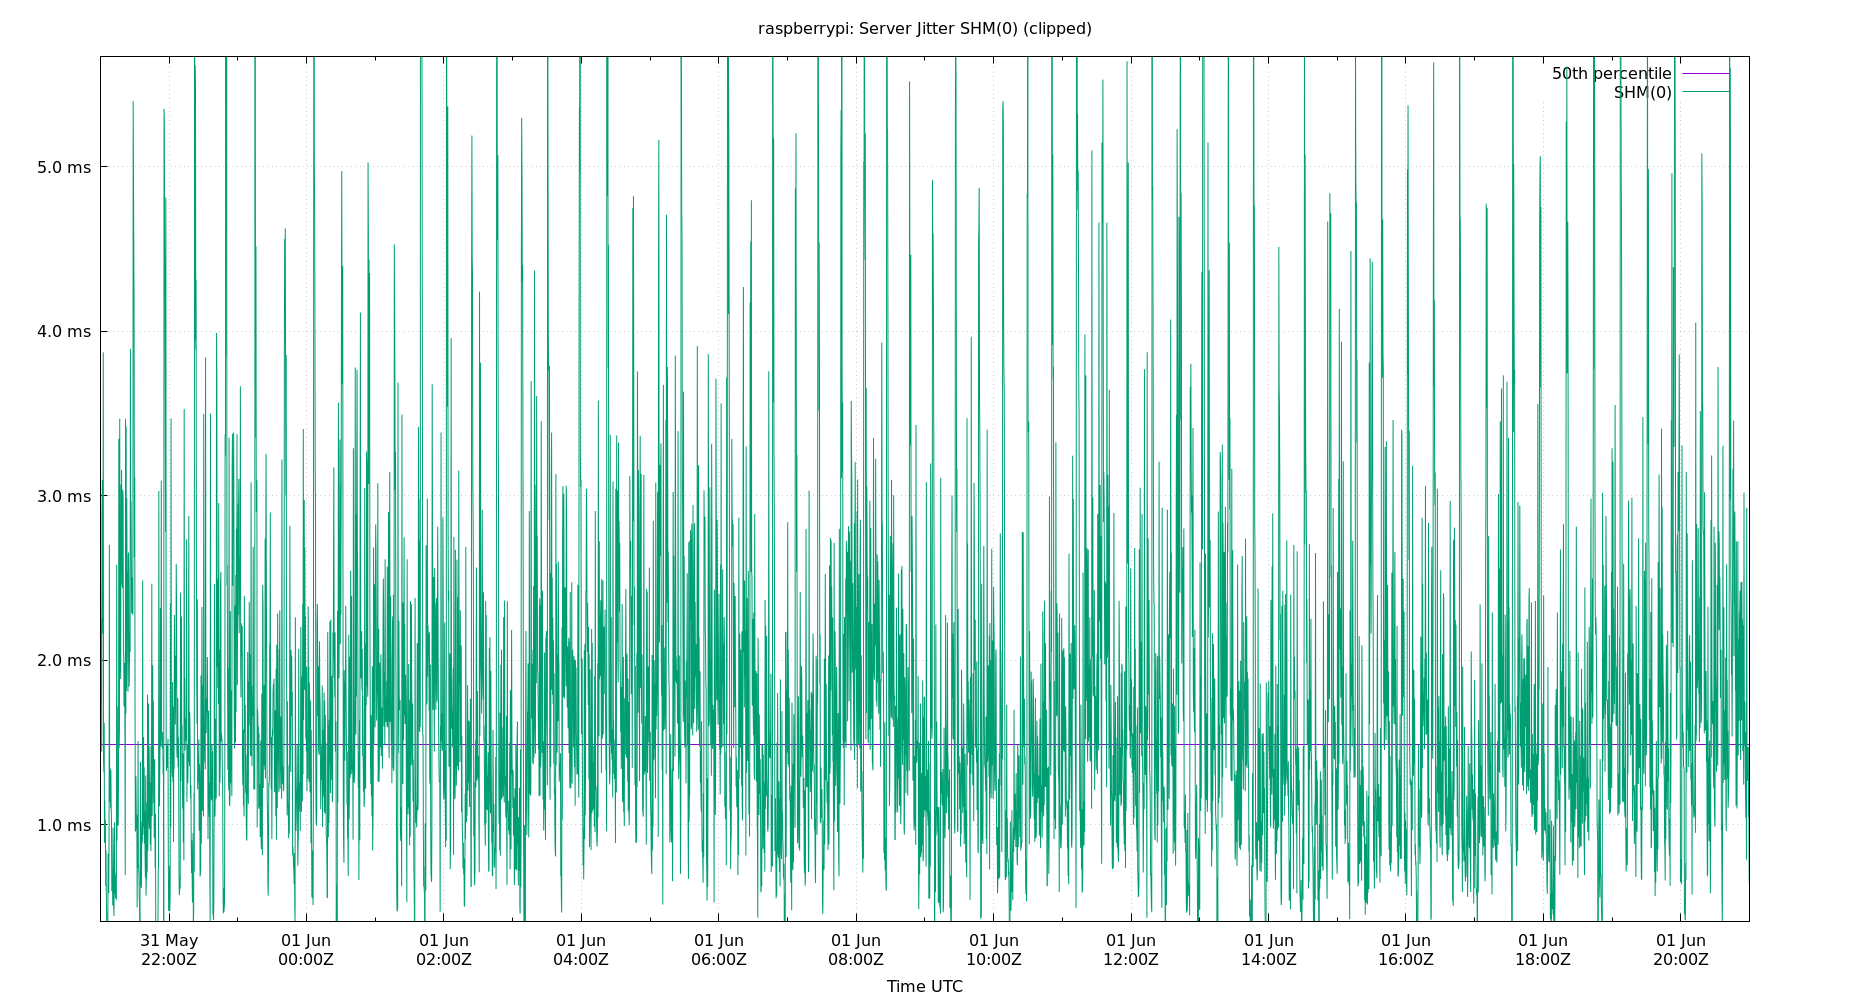 raspberrypi: Server Jitter SHM(0) (clipped)
50th percentile
SHM(0)
5.0 ms
4.0 ms
3.0 ms
2.0 ms
1.0 ms
31 May 01 Jun 01 Jun 01 Jun 01 Jun 01 Jun 01 Jun 01 Jun 01 Jun 01 Jun 01 Jun 01 Jun
22:00Z 00:00Z 02:00Z 04:00Z 06:00Z 08:00Z 10:00Z 12:00Z 14:00Z 16:00Z 18:00Z 20:00Z
Time UTC